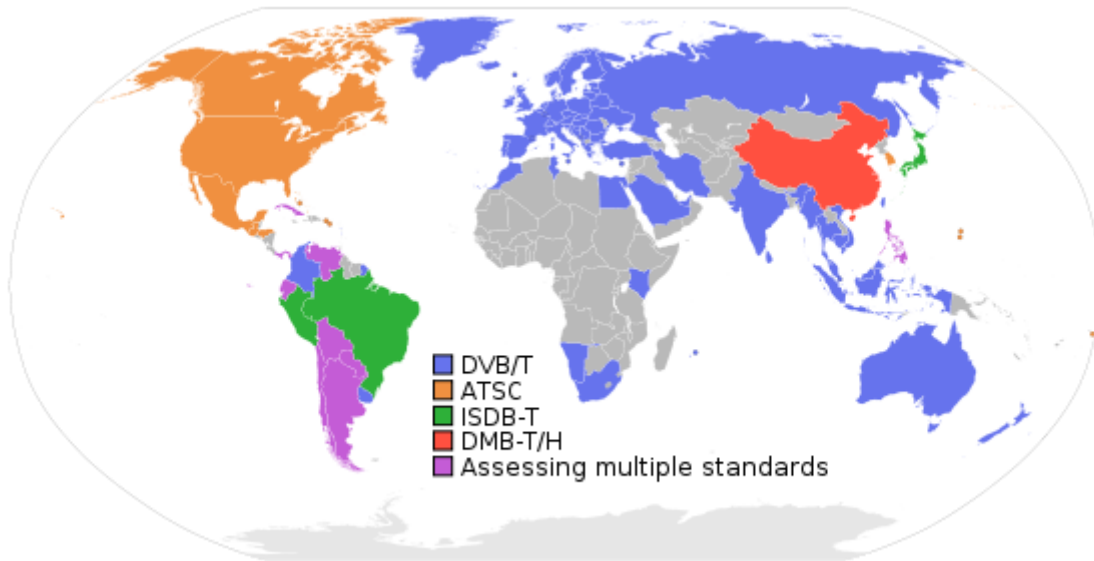 DVB/T
ATSC
ISDB-T
DMB-T/H
Assessing multiple standards